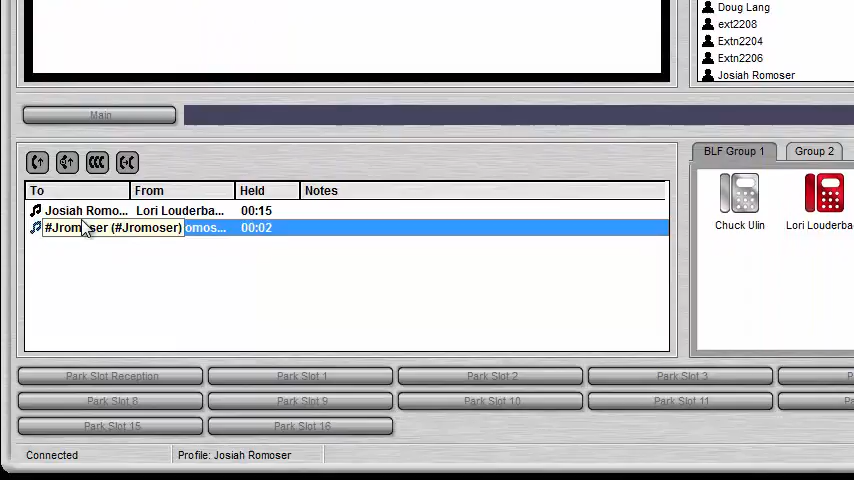 Doug Lang
ext2208
Extn2204
Extn2206
Josiah Romoser
Main
BLF Group 1 Group 2
To From Held Notes
Josiah Romo... Lori Louderba... 00:15
#Jromoser (#Jromoser) omos... 00:02
Chuck Ulin Lori Louderba
Park Slot Reception Park Slot 1 Park Slot 2 Park Slot 3 P
Park Slot 8 Park Slot 9 Park Slot 10 Park Slot 11 Pa
Park Slot 15 Park Slot 16
Connected Profile: Josiah Romoser